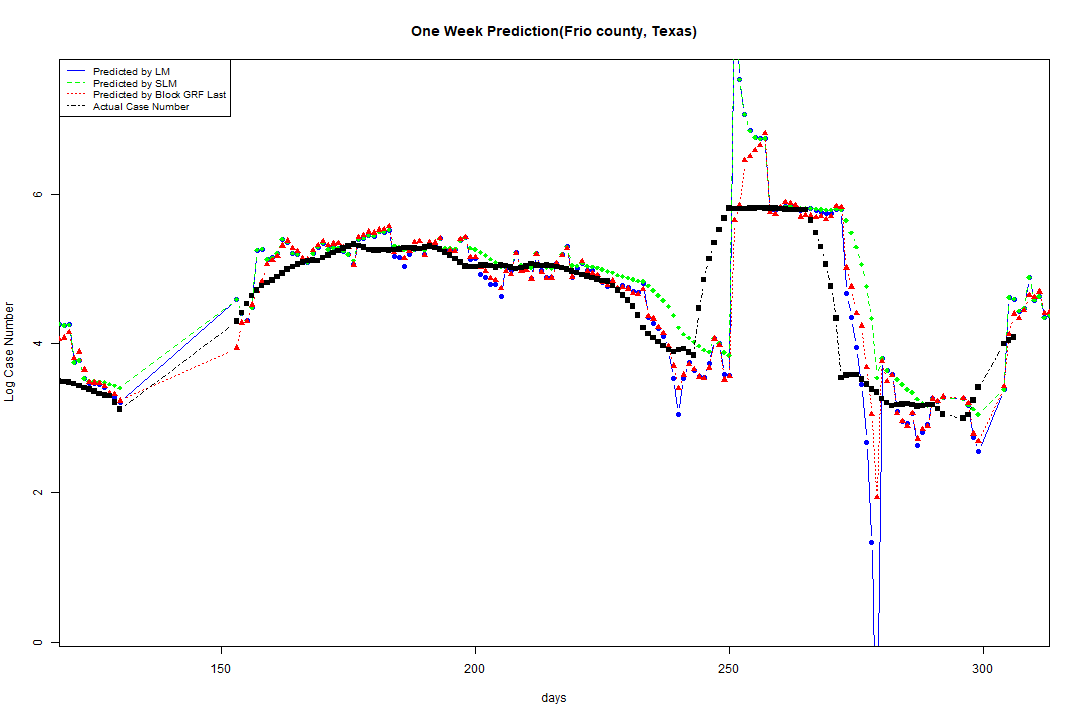 One Week Prediction(Frio county, Texas)
Predicted by LM
Predicted by SLM
Predicted by Block GRF Last
Actual Case Number
Log Case Number
6
4
2
0
150 200 250 300
days